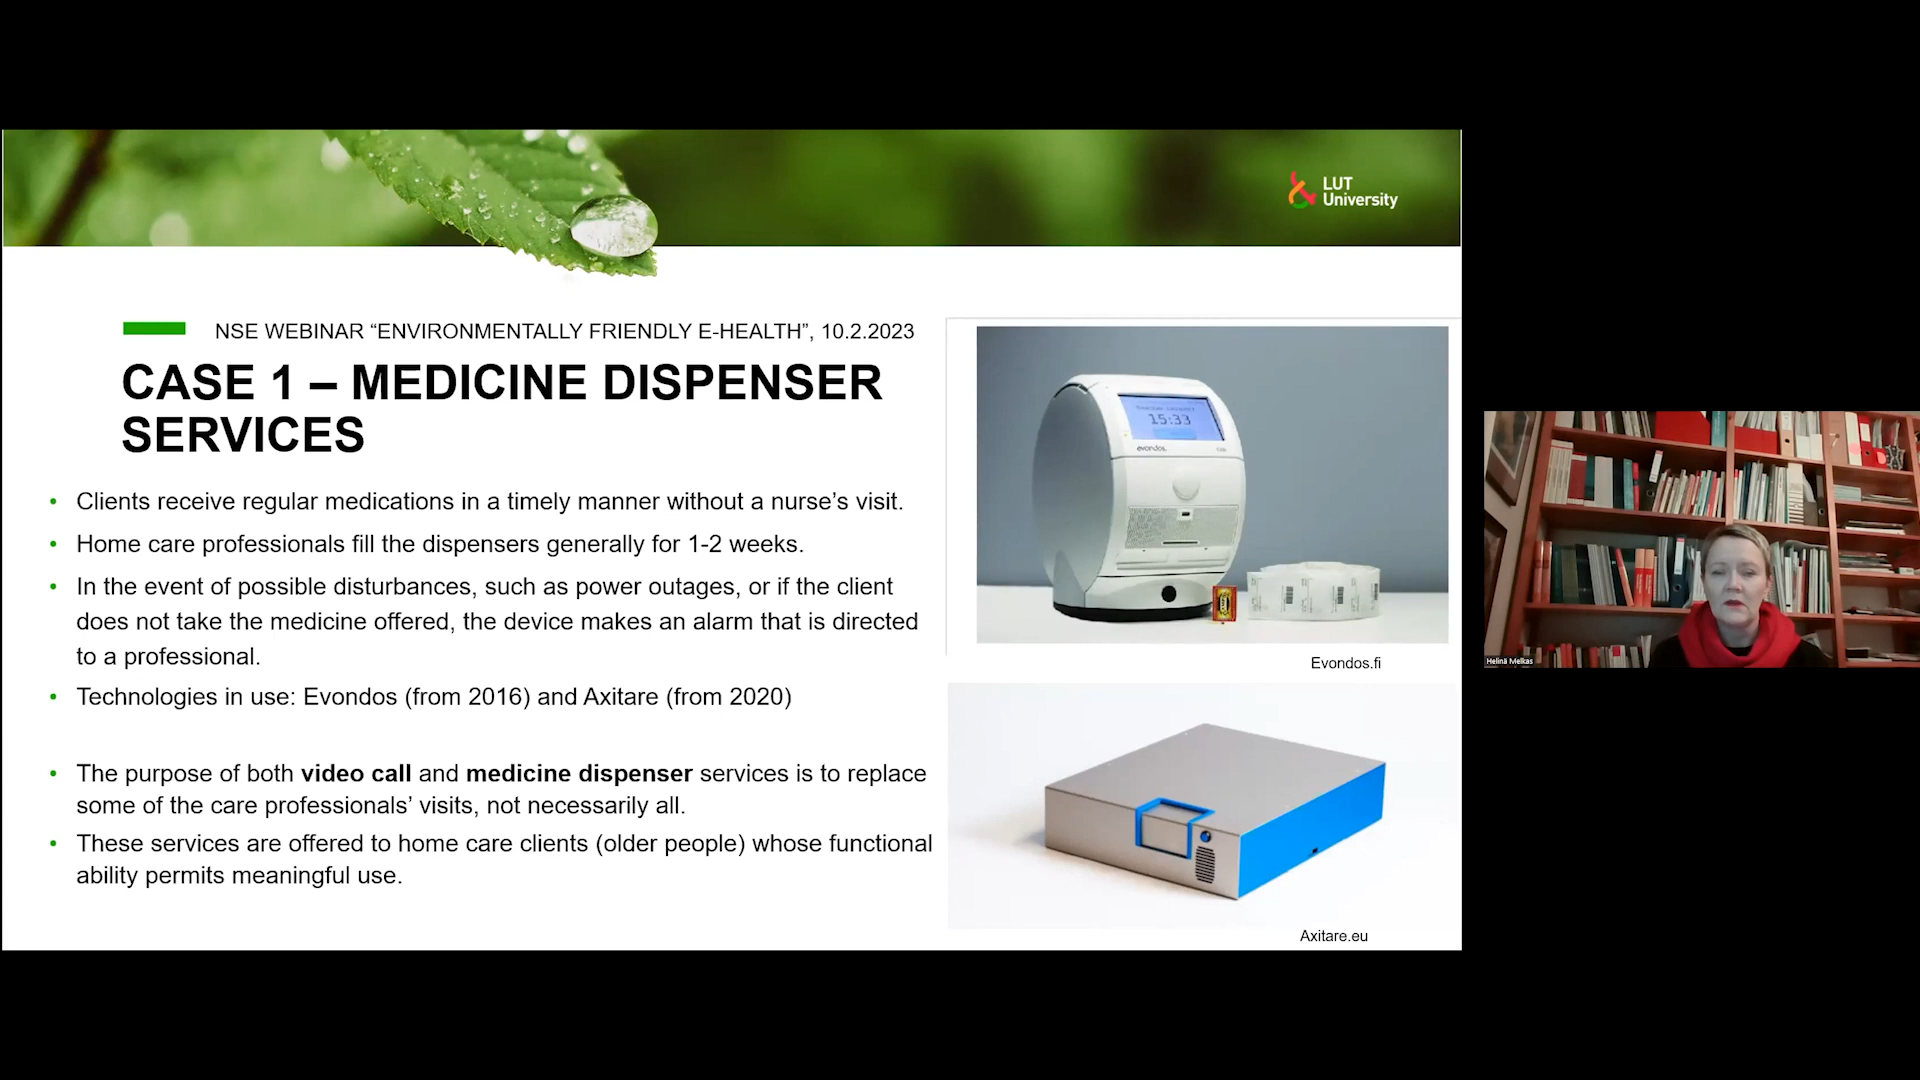 LUT
University
NSE WEBINAR “ENVIRONMENTALLY FRIENDLY E-HEALTH”, 10.2.2023
CASE 1 – MEDICINE DISPENSER
SERVICES
• Clients receive regular medications in a timely manner without a nurse’s visit.
• Home care professionals fill the dispensers generally for 1-2 weeks.
• In the event of possible disturbances, such as power outages, or if the client
does not take the medicine offered, the device makes an alarm that is directed
to a professional.
• Technologies in use: Evondos (from 2016) and Axitare (from 2020)
• The purpose of both video call and medicine dispenser services is to replace
some of the care professionals’ visits, not necessarily all.
• These services are offered to home care clients (older people) whose functional
ability permits meaningful use.
15:33
evondos.
Evondos.fi
Axitare.eu
Helinä Melkas